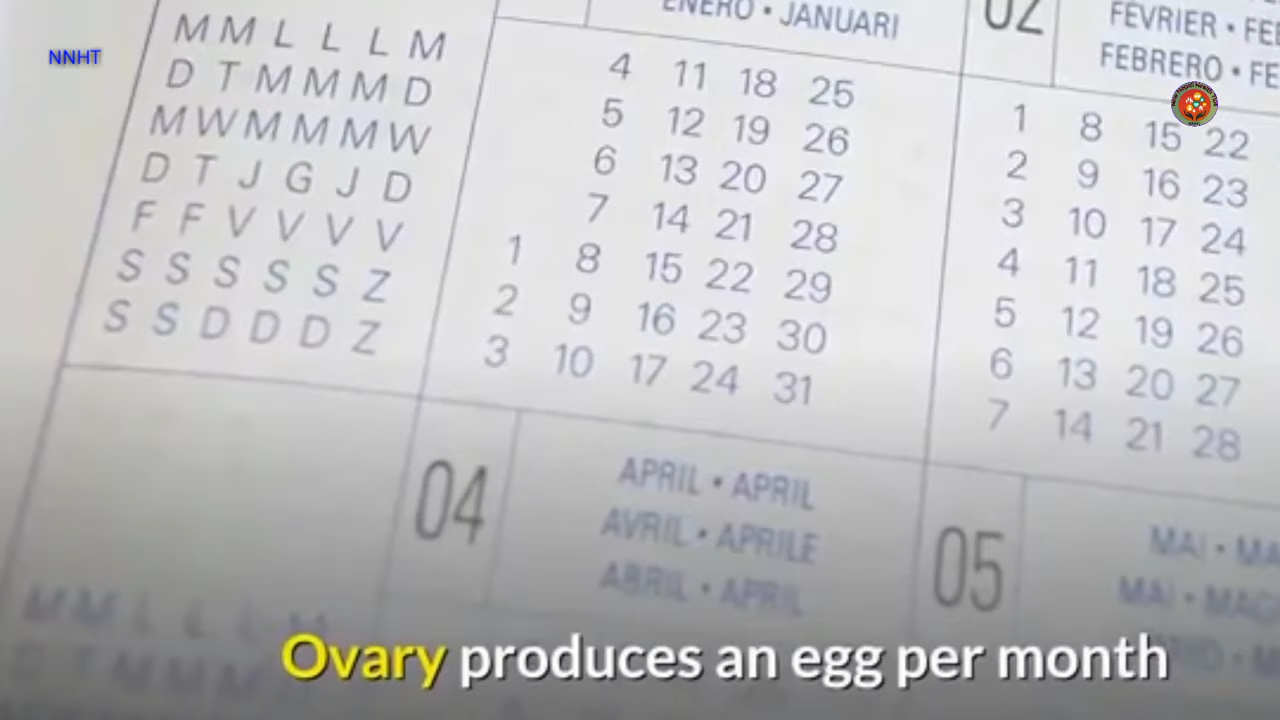 NNHT
ENERO • JANUARI
02
FÉVRIER •
FEBRERO •
M M L L L M
D T M M M D
M W M M M W
D T J G J D
F F V V V V
S S S S S Z
S S D D D Z
4 11 18 25
5 12 19 26
6 13 20 27
7 14 21 28
1 8 15 22 29
2 9 16 23 30
3 10 17 24 31
1 8 15 22
2 9 16 23
3 10 17 24
4 11 18 25
5 12 19 26
6 13 20 27
7 14 21 28
04
APRIL • APRIL
AVRIL • APRILE
ABRIL • APRIL
05
MAI •
MAI •
M M L L L M
D T M M M
Ovary produces an egg per month